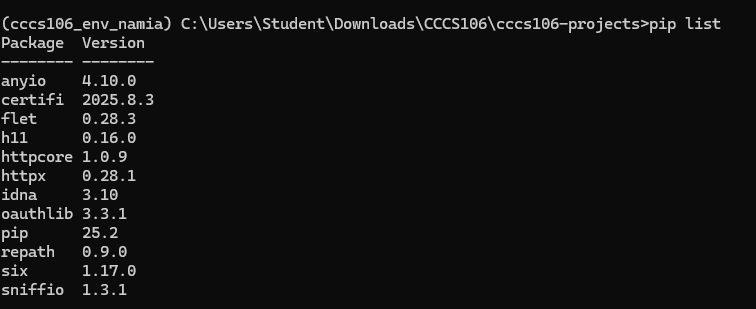 (cccs106_env_namia) C:\Users\Student\Downloads\CCCS106\cccs106-projects>pip list
Package   Version
--------- --------
anyio     4.10.0
certifi   2025.8.3
flet      0.28.3
h11       0.16.0
httpcore  1.0.9
httpx     0.28.1
idna      3.10
oauthlib  3.3.1
pip       25.2
repath    0.9.0
six       1.17.0
sniffio   1.3.1